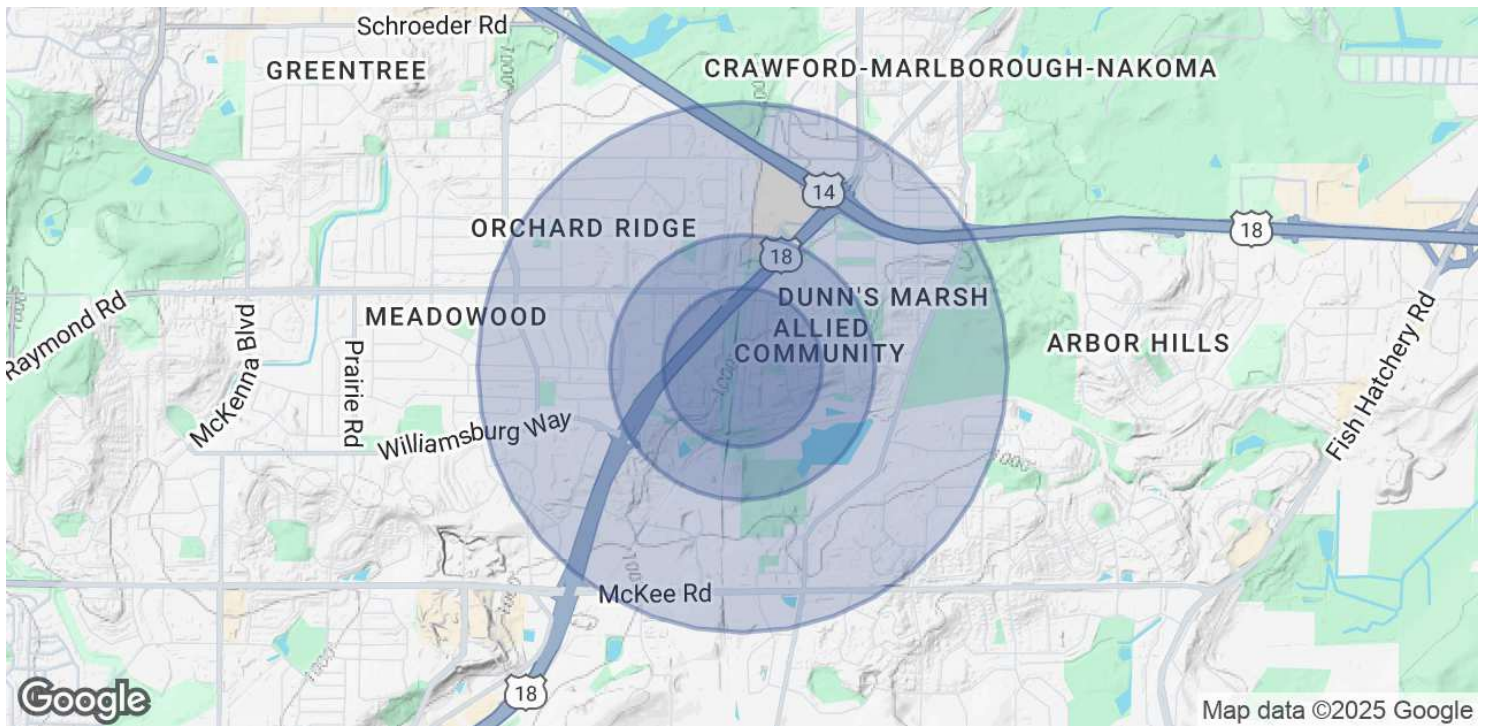 Schroeder Rd
GREENTREE
CRAWFORD-MARLBOROUGH-NAKOMA
14
ORCHARD RIDGE
18
18
DUNN'S MARSH
Raymond Rd
MEADOWOOD
ALLIED
COMMUNITY
ARBOR HILLS
McKenna Blvd
Prairie Rd
Fish Hatchery Rd
Williamsburg Way
McKee Rd
18
Google
Map data ©2025 Google